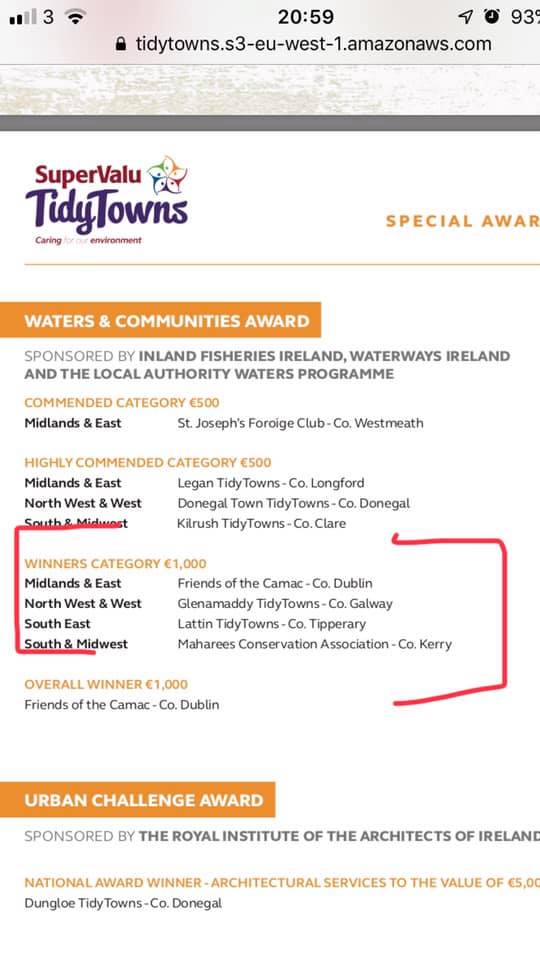 3 20:59 93%
tidytowns.s3-eu-west-1.amazonaws.com
SuperValu
TidyTowns
Caring for our environment
SPECIAL AWAR
WATERS & COMMUNITIES AWARD
SPONSORED BY INLAND FISHERIES IRELAND, WATERWAYS IRELAND
AND THE LOCAL AUTHORITY WATERS PROGRAMME
COMMENDED CATEGORY €500
Midlands & East St. Joseph's Foroige Club - Co. Westmeath
HIGHLY COMMENDED CATEGORY €500
Midlands & East Legan TidyTowns - Co. Longford
North West & West Donegal Town TidyTowns - Co. Donegal
South & Midwest Kilrush TidyTowns - Co. Clare
WINNERS CATEGORY €1,000
Midlands & East Friends of the Camac - Co. Dublin
North West & West Glenamaddy TidyTowns - Co. Galway
South East Lattin TidyTowns - Co. Tipperary
South & Midwest Maharees Conservation Association - Co. Kerry
OVERALL WINNER €1,000
Friends of the Camac - Co. Dublin
URBAN CHALLENGE AWARD
SPONSORED BY THE ROYAL INSTITUTE OF THE ARCHITECTS OF IRELAND
NATIONAL AWARD WINNER - ARCHITECTURAL SERVICES TO THE VALUE OF €5,00
Dungloe TidyTowns - Co. Donegal